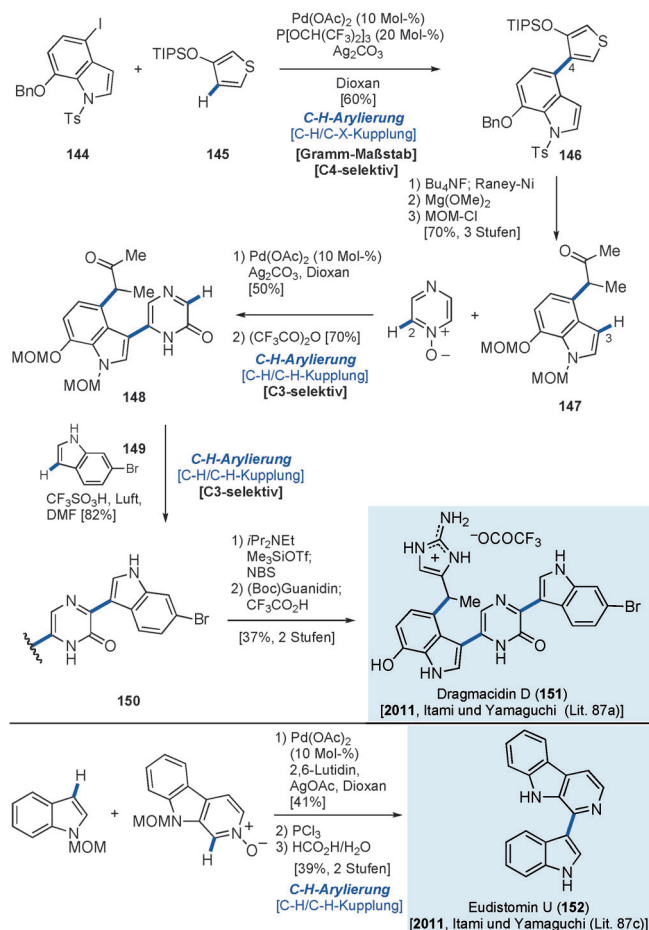 I
BnO
N
Ts
144
+
TIPSO
S
H
145
Pd(OAc)2 (10 Mol-%)
P[OCH(CF3)2]3 (20 Mol-%)
Ag2CO3
Dioxan
[60%]
C-H-Arylierung
[C-H/C-X-Kupplung]
[Gramm-Maßstab]
[C4-selektiv]
TIPSO
S
4
BnO
N
Ts
146
1) Bu4NF; Raney-Ni
2) Mg(OMe)2
3) MOM-Cl
[70%, 3 Stufen]
O
Me
Me
H
3
MOMO
N
MOM
147
+
N
H
2
N+
O−
1) Pd(OAc)2 (10 Mol-%)
Ag2CO3, Dioxan
[50%]
2) (CF3CO)2O [70%]
C-H-Arylierung
[C-H/C-H-Kupplung]
[C3-selektiv]
O
Me
Me
N
H
O
N
H
MOMO
N
MOM
148
H
N
149
H
Br
CF3SO3H, Luft,
DMF [82%]
C-H-Arylierung
[C-H/C-H-Kupplung]
[C3-selektiv]
H
N
N
Br
N
H
O
150
1) iPr2NEt
Me3SiOTf;
NBS
2) (Boc)Guanidin;
CF3CO2H
[37%, 2 Stufen]
NH2
HN
NH
+
−OCOCF3
Me
H
N
N
Br
N
H
O
HO
N
H
Dragmacidin D (151)
[2011, Itami und Yamaguchi (Lit. 87a)]
H
N
MOM
+
MOMN
N+
O−
H
1) Pd(OAc)2
(10 Mol-%)
2,6-Lutidin,
AgOAc, Dioxan
[41%]
2) PCl3
3) HCO2H/H2O
[39%, 2 Stufen]
C-H-Arylierung
[C-H/C-H-Kupplung]
HN
N
N
H
Eudistomin U (152)
[2011, Itami und Yamaguchi (Lit. 87c)]